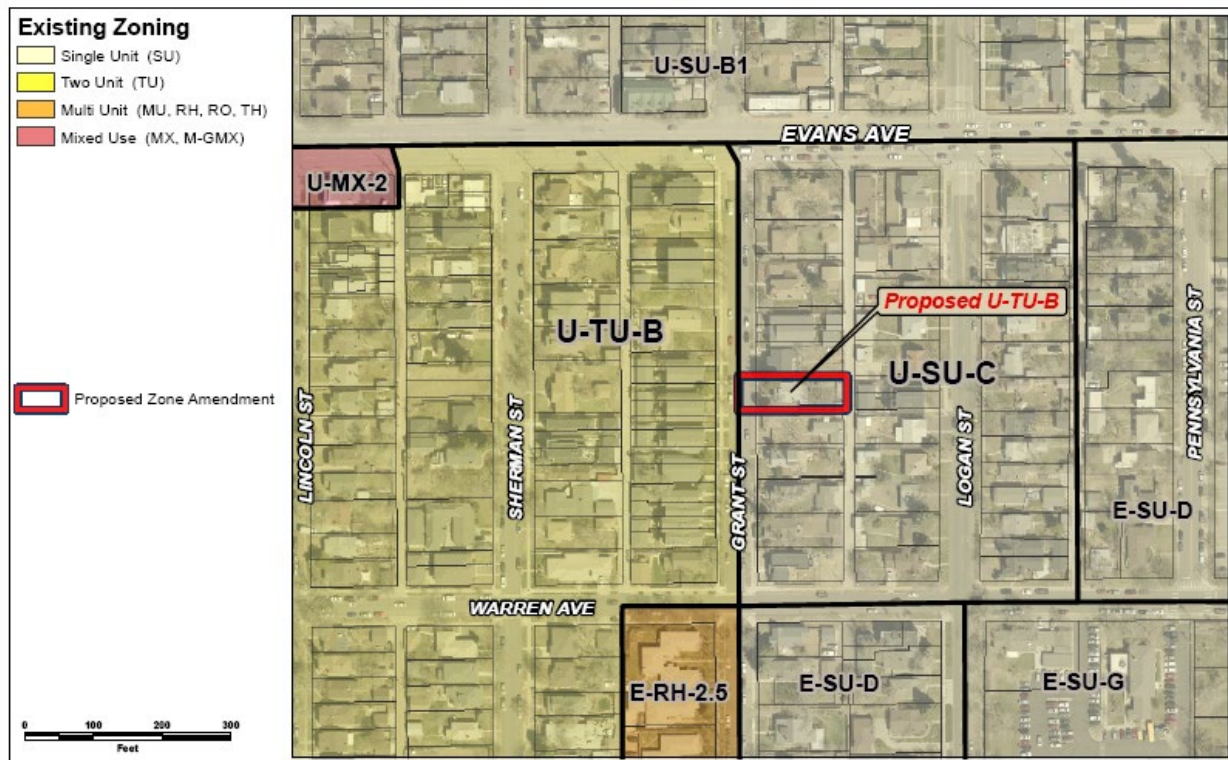 Existing Zoning
Single Unit (SU)
Two Unit (TU)
Multi Unit (MU, RH, RO, TH)
Mixed Use (MX, M-GMX)
Proposed Zone Amendment
0 100 200 300
Feet
U-SU-B1
EVANS AVE
U-MX-2
Proposed U-TU-B
U-TU-B
U-SU-C
LINCOLN ST
SHERMAN ST
GRANT ST
LOGAN ST
PENNSYLVANIA ST
E-SU-D
WARREN AVE
E-RH-2.5
E-SU-D
E-SU-G